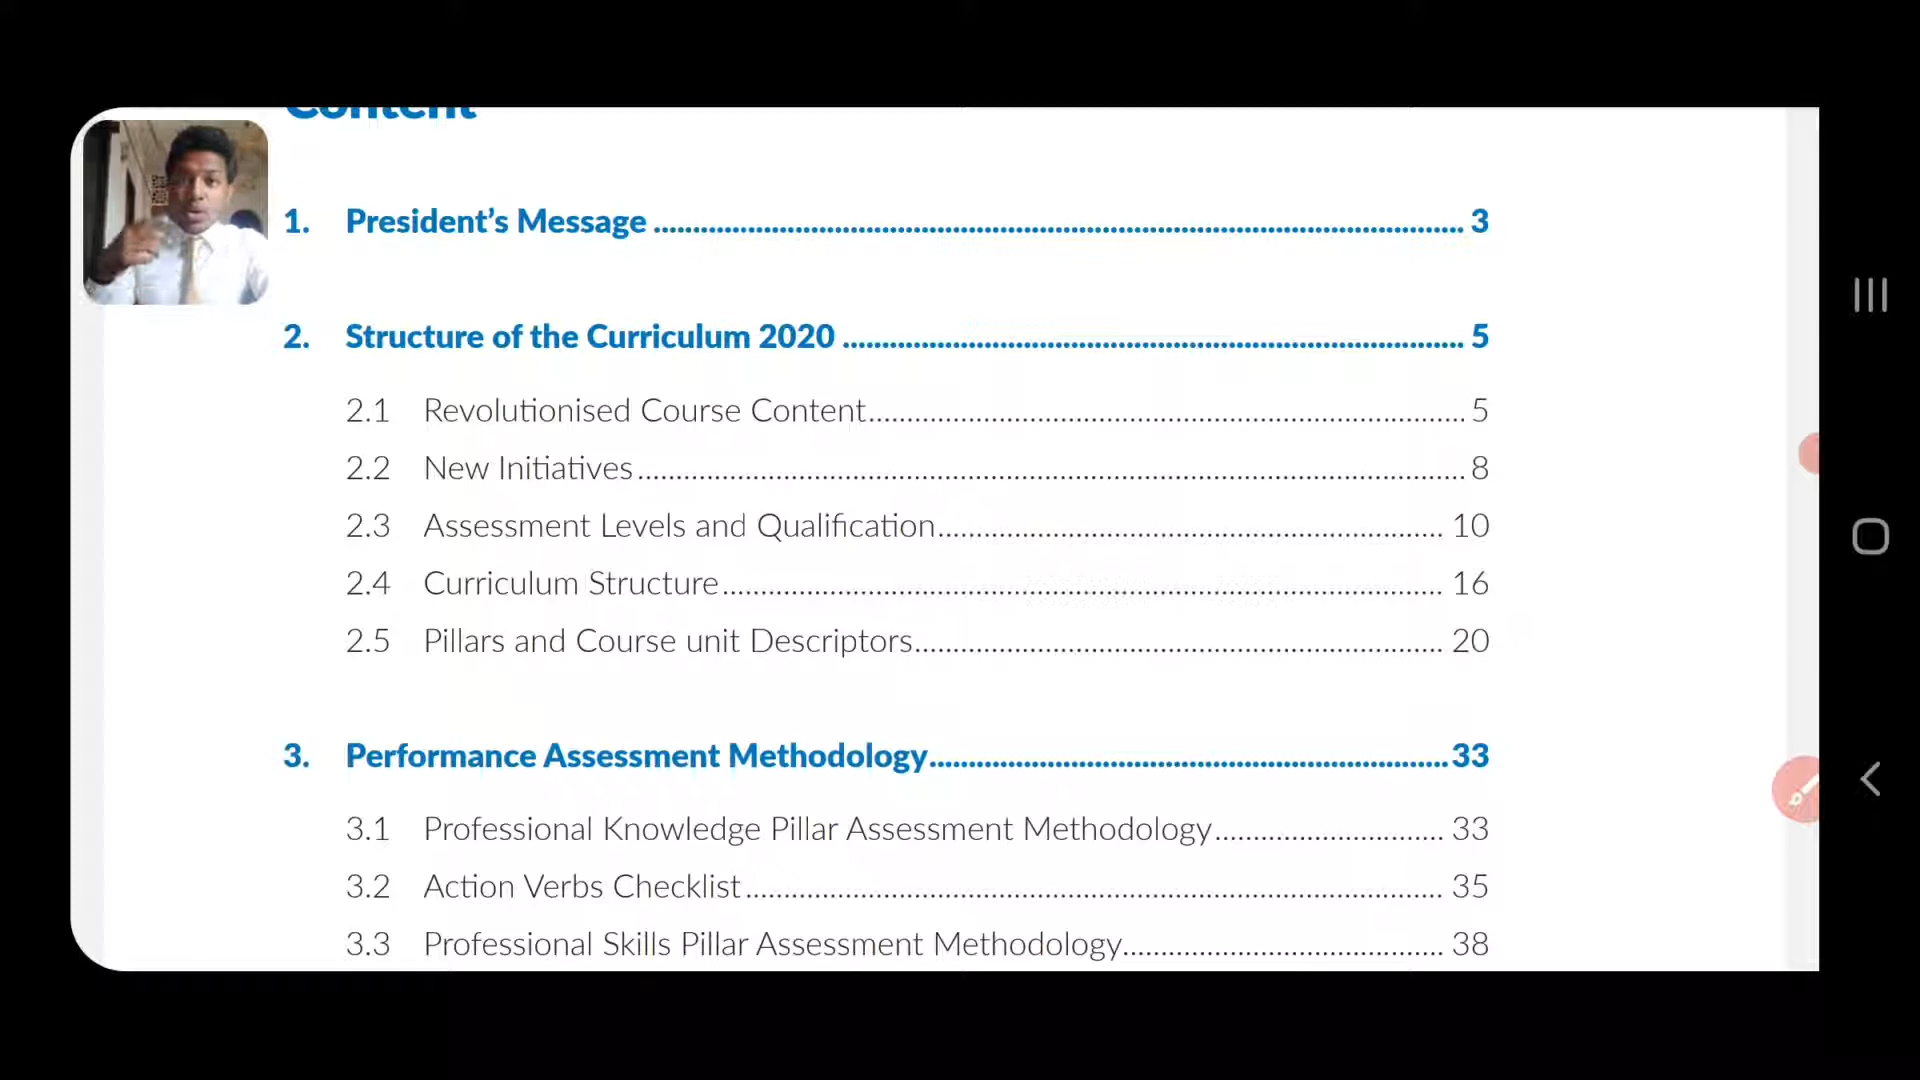 Content
1. President’s Message ........ 3
2. Structure of the Curriculum 2020 ........ 5
2.1 Revolutionised Course Content ........ 5
2.2 New Initiatives ........ 8
2.3 Assessment Levels and Qualification ........ 10
2.4 Curriculum Structure ........ 16
2.5 Pillars and Course unit Descriptors ........ 20
3. Performance Assessment Methodology ........ 33
3.1 Professional Knowledge Pillar Assessment Methodology ........ 33
3.2 Action Verbs Checklist ........ 35
3.3 Professional Skills Pillar Assessment Methodology ........ 38